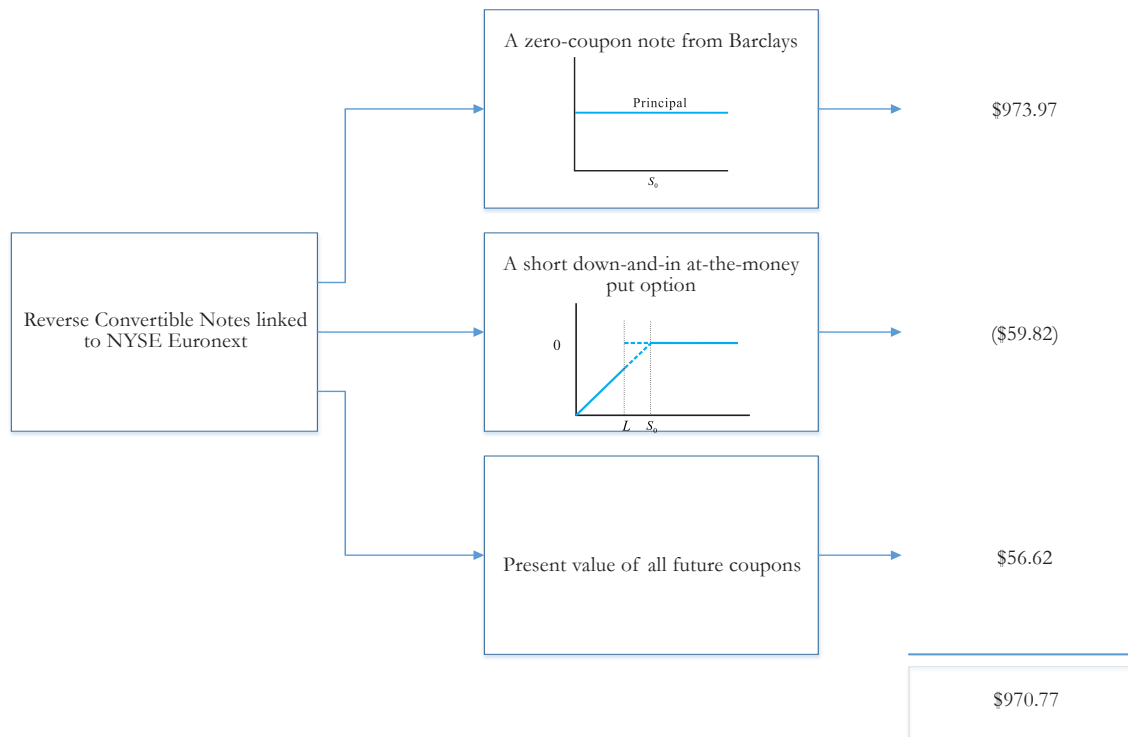 A zero-coupon note from Barclays
Principal
S₀
$973.97
Reverse Convertible Notes linked
to NYSE Euronext
A short down-and-in at-the-money
put option
0
L S₀
($59.82)
Present value of all future coupons
$56.62
$970.77